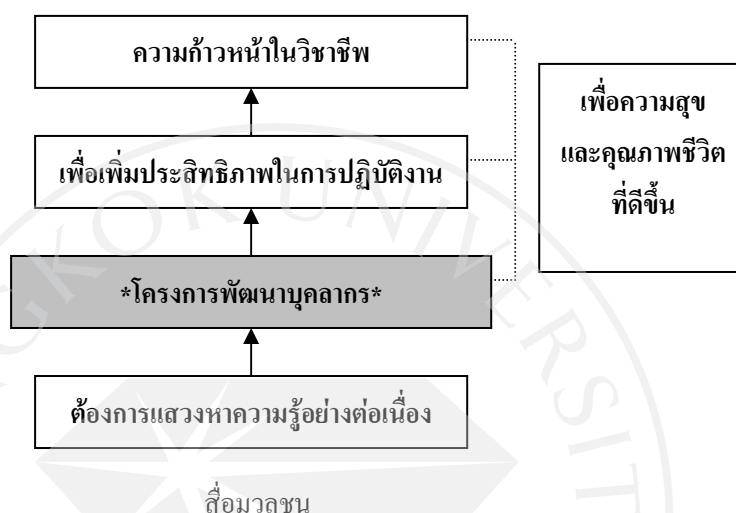 ความก้าวหน้าในวิชาชีพ
เพื่อเพิ่มประสิทธิภาพในการปฏิบัติงาน
*โครงการพัฒนาบุคลากร*
ต้องการแสวงหาความรู้อย่างต่อเนื่อง
สื่อมวลชน
เพื่อความสุข
และคุณภาพชีวิต
ที่ดีขึ้น
GKOK UNIVERSIT